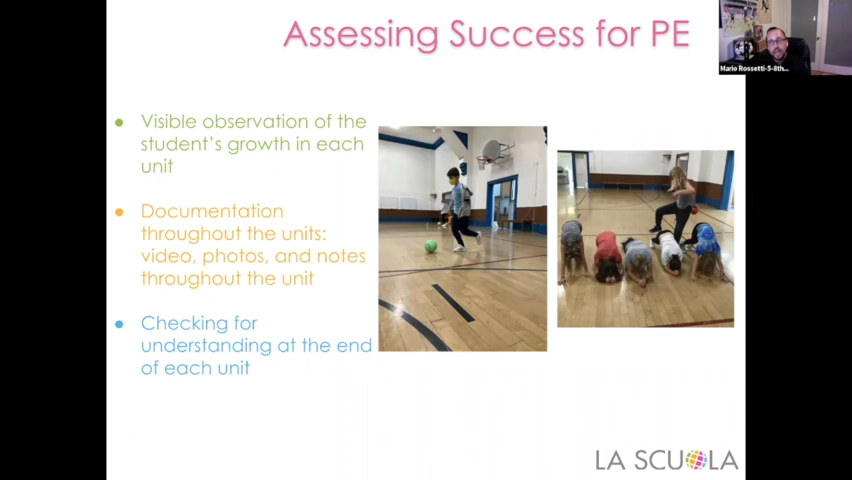 Assessing Success for PE
Mario Rossetti-5-8th...
● Visible observation of the
student's growth in each
unit
● Documentation
throughout the units:
video, photos, and notes
throughout the unit
● Checking for
understanding at the end
of each unit
LA SCUOLA